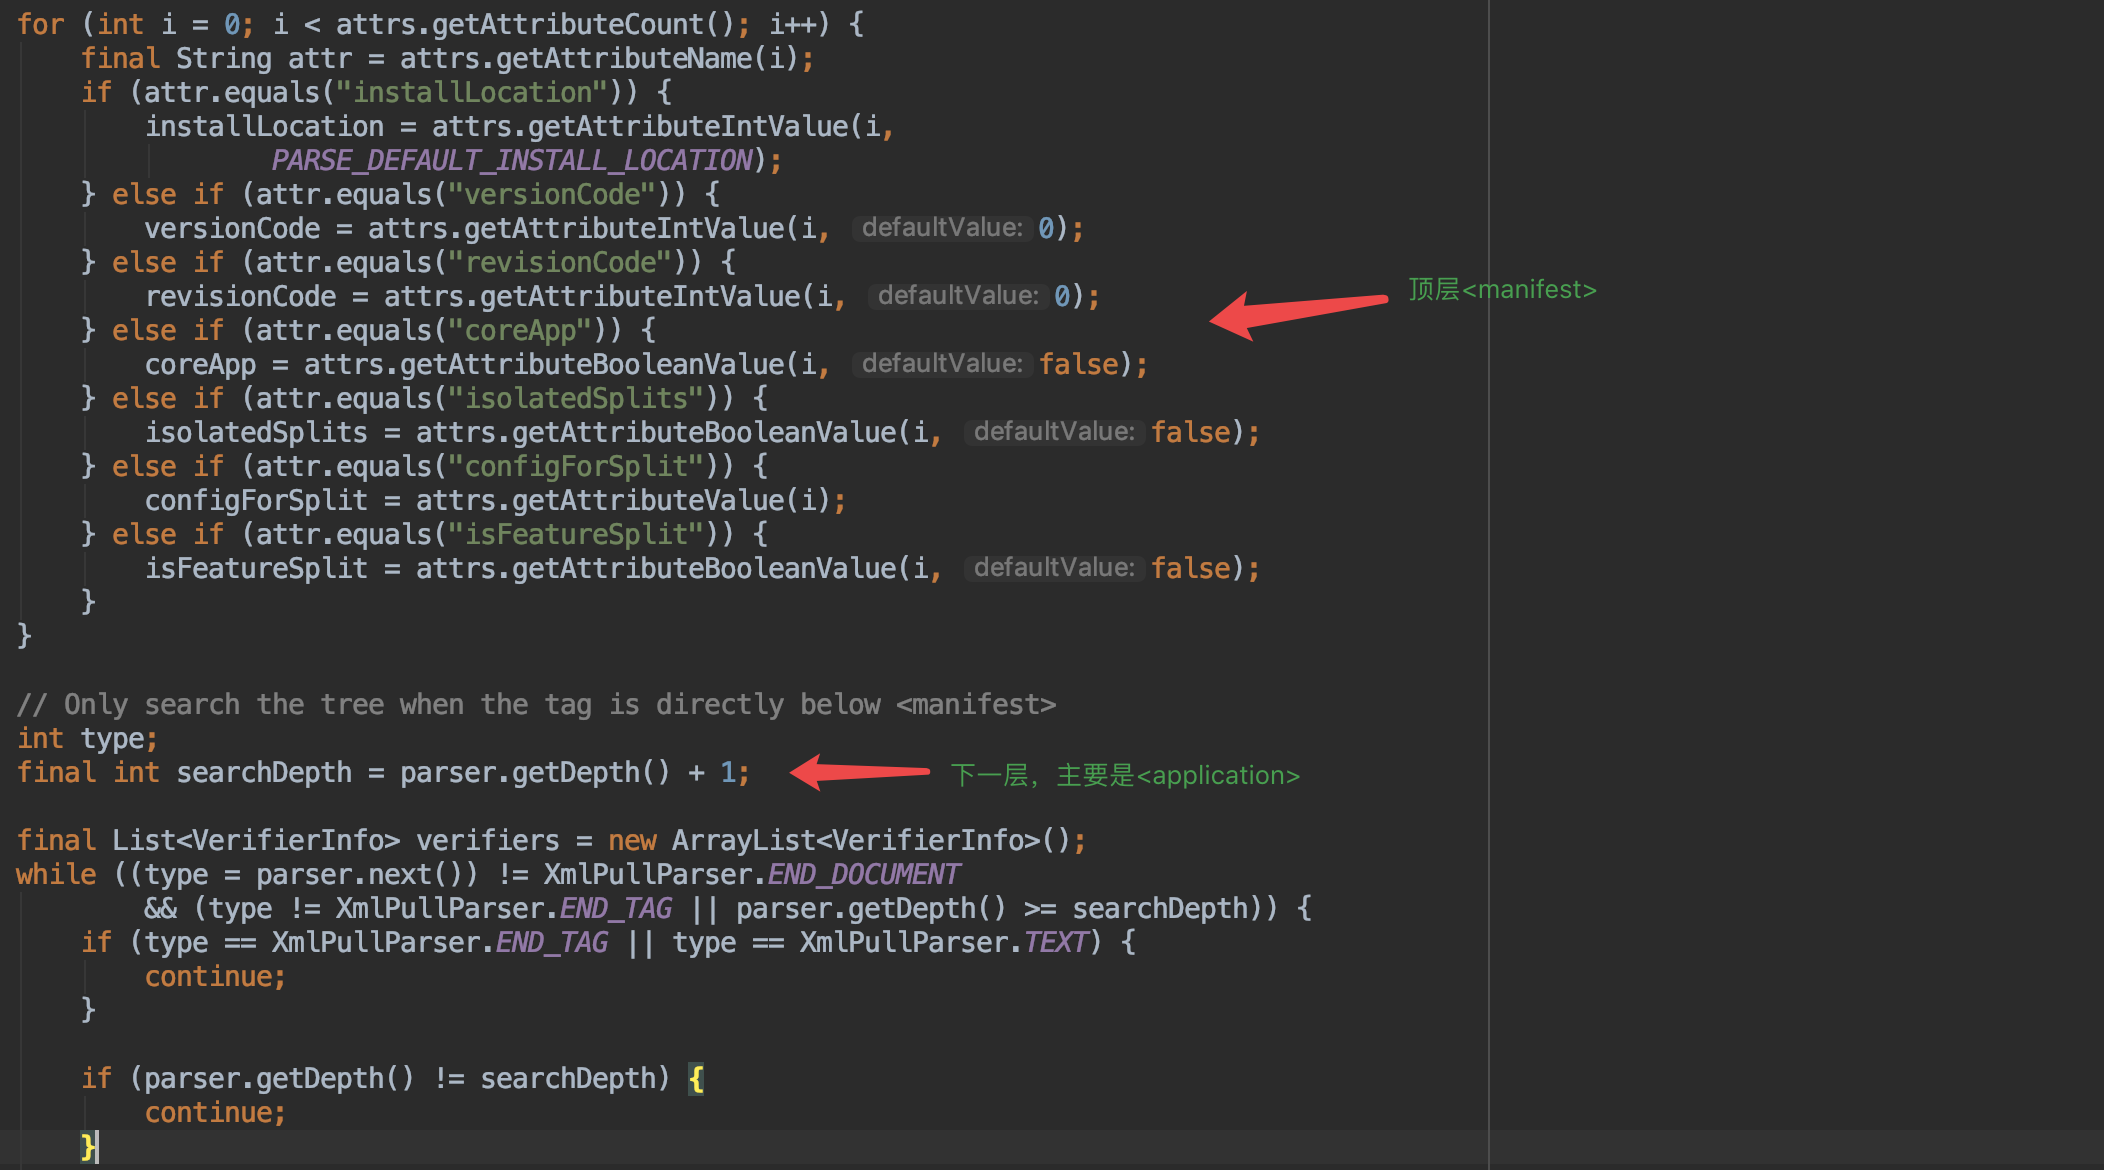 for (int i = 0; i < attrs.getAttributeCount(); i++) {
    final String attr = attrs.getAttributeName(i);
    if (attr.equals("installLocation")) {
        installLocation = attrs.getAttributeIntValue(i,
                PARSE_DEFAULT_INSTALL_LOCATION);
    } else if (attr.equals("versionCode")) {
        versionCode = attrs.getAttributeIntValue(i, defaultValue: 0);
    } else if (attr.equals("revisionCode")) {
        revisionCode = attrs.getAttributeIntValue(i, defaultValue: 0);
顶层<manifest>
    } else if (attr.equals("coreApp")) {
        coreApp = attrs.getAttributeBooleanValue(i, defaultValue: false);
    } else if (attr.equals("isolatedSplits")) {
        isolatedSplits = attrs.getAttributeBooleanValue(i, defaultValue: false);
    } else if (attr.equals("configForSplit")) {
        configForSplit = attrs.getAttributeValue(i);
    } else if (attr.equals("isFeatureSplit")) {
        isFeatureSplit = attrs.getAttributeBooleanValue(i, defaultValue: false);
    }
}
// Only search the tree when the tag is directly below <manifest>
int type;
final int searchDepth = parser.getDepth() + 1;
下一层，主要是<application>
final List<VerifierInfo> verifiers = new ArrayList<VerifierInfo>();
while ((type = parser.next()) != XmlPullParser.END_DOCUMENT
        && (type != XmlPullParser.END_TAG || parser.getDepth() >= searchDepth)) {
    if (type == XmlPullParser.END_TAG || type == XmlPullParser.TEXT) {
        continue;
    }
    if (parser.getDepth() != searchDepth) {
        continue;
    }